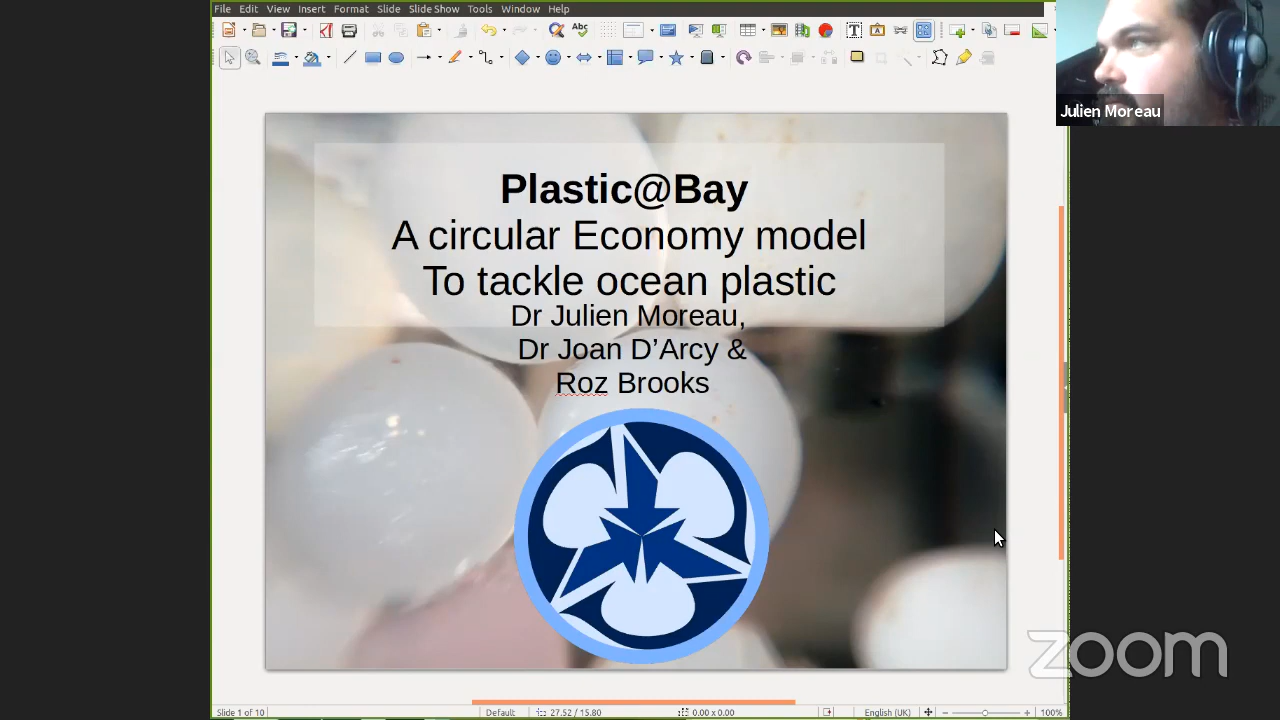 File Edit View Insert Format Slide Slide Show Tools Window Help
Abc
T
A
Julien Moreau
Plastic@Bay
A circular Economy model
To tackle ocean plastic
Dr Julien Moreau,
Dr Joan D’Arcy &
Roz Brooks
zoom
Slide 1 of 10 Default 27.52 / 15.80 0.00 x 0.00 English (UK) 100%